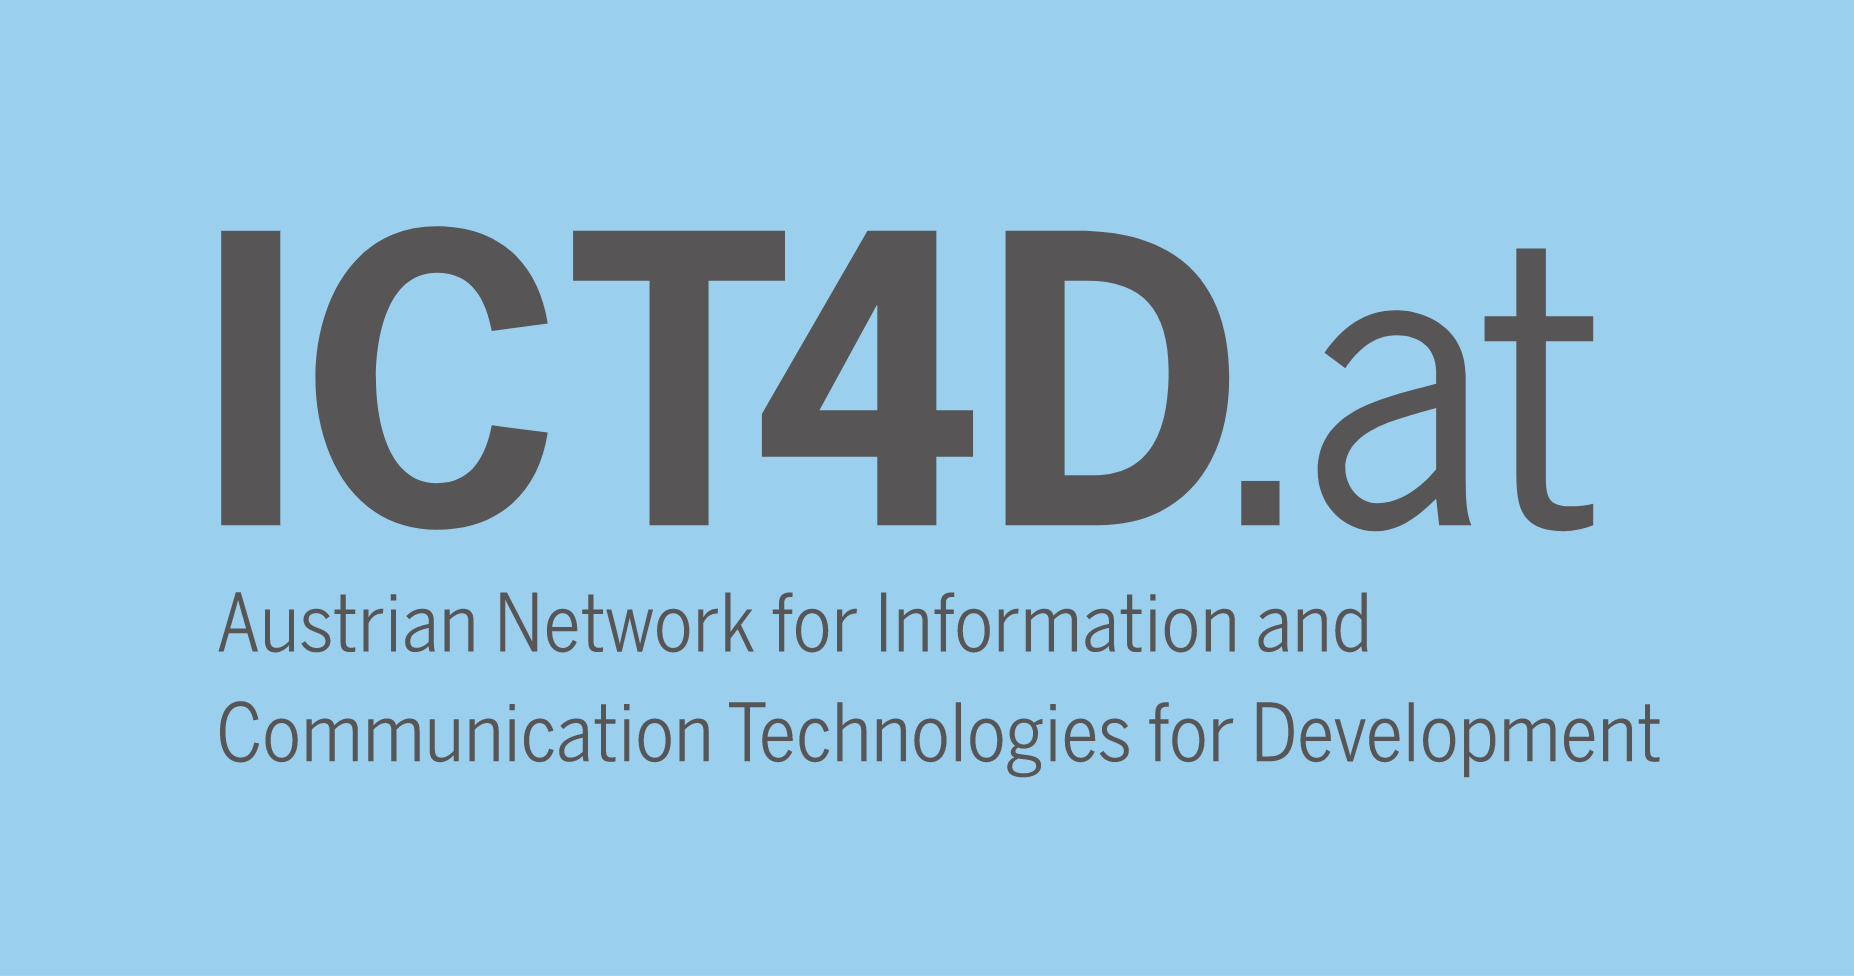 ICT4D.at
Austrian Network for Information and
Communication Technologies for Development